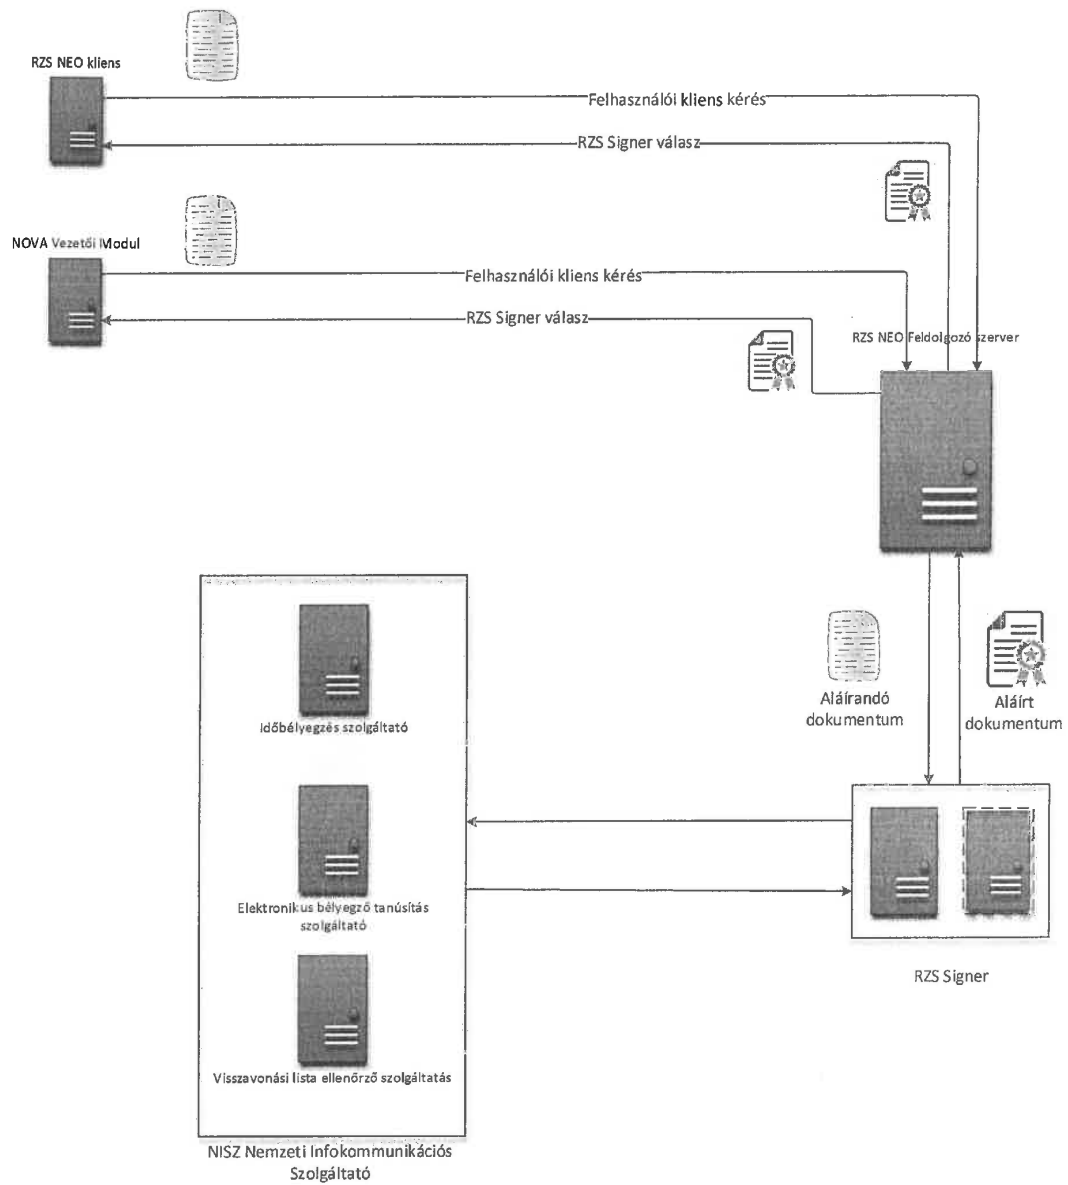 RZS NEO kliens
Felhasználói kliens kérés
RZS Signer válasz
NOVA Vezetői Modul
Felhasználói kliens kérés
RZS Signer válasz
RZS NEO Feldolgozó szerver
Aláírandó
dokumentum
Aláírt
dokumentum
Időbélyegzés szolgáltató
Elektronikus bélyegző tanúsítás
szolgáltató
Visszavonási lista ellenőrző szolgáltatás
RZS Signer
NISZ Nemzeti Infokommunikációs
Szolgáltató